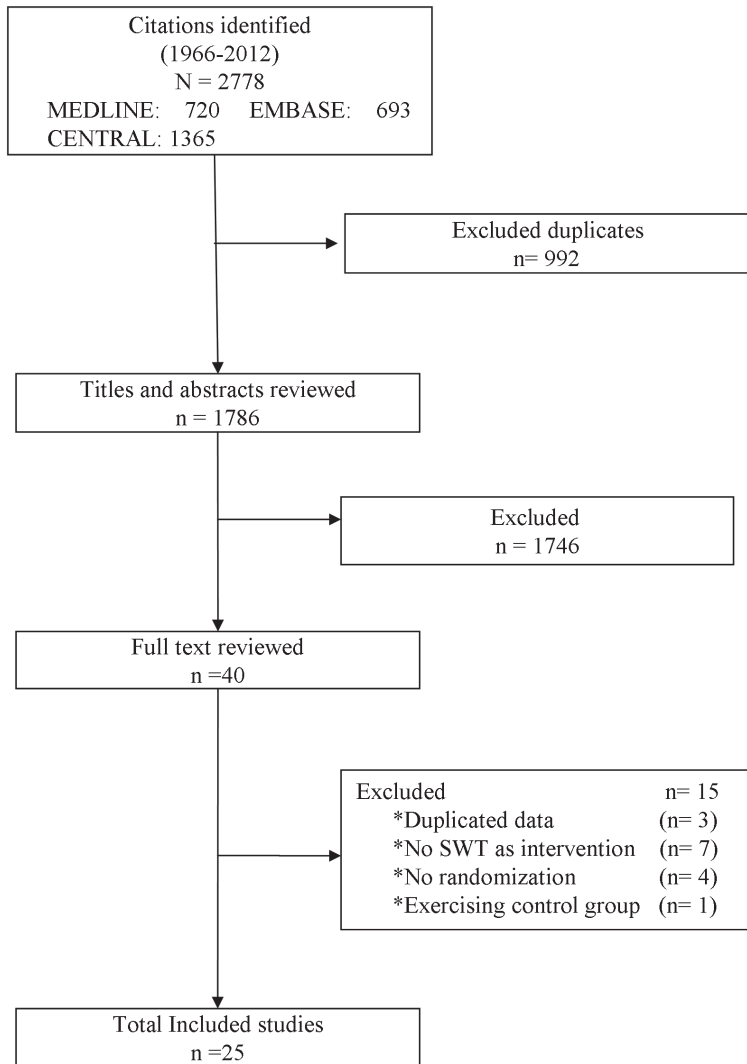 Citations identified
(1966-2012)
N = 2778
MEDLINE: 720 EMBASE: 693
CENTRAL: 1365
Excluded duplicates
n= 992
Titles and abstracts reviewed
n = 1786
Excluded
n = 1746
Full text reviewed
n =40
Excluded n= 15
*Duplicated data (n= 3)
*No SWT as intervention (n= 7)
*No randomization (n= 4)
*Exercising control group (n= 1)
Total Included studies
n =25